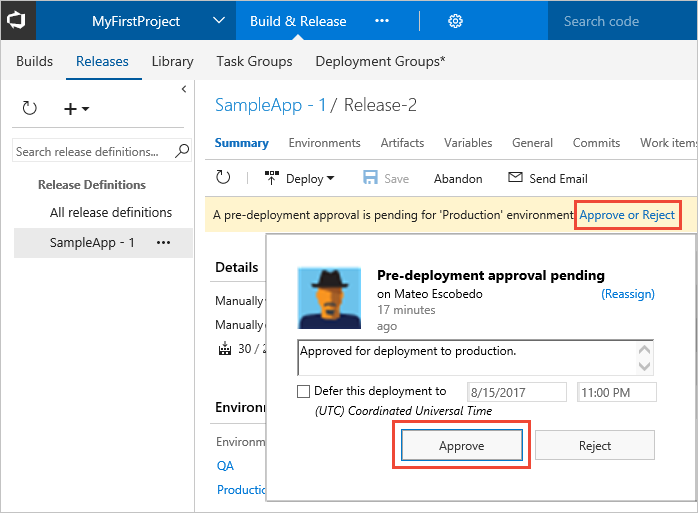 MyFirstProject Build & Release ••• Search code
Builds Releases Library Task Groups Deployment Groups*
SampleApp - 1 / Release-2
Summary Environments Artifacts Variables General Commits Work items
Search release definitions...
Deploy Save Abandon Send Email
Release Definitions
All release definitions
SampleApp - 1 •••
A pre-deployment approval is pending for 'Production' environment Approve or Reject
Details
Manually
Manually
30 / 2
Environ
Environm
QA
Production
Pre-deployment approval pending
on Mateo Escobedo (Reassign)
17 minutes
ago
Approved for deployment to production.
Defer this deployment to 8/15/2017 11:00 PM
(UTC) Coordinated Universal Time
Approve Reject